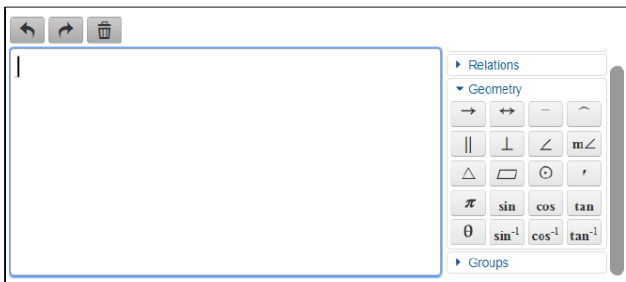 Relations
Geometry
→ ↔ — ⌢
∥ ⊥ ∠ m∠
△ ▱ ⊙ ′
π sin cos tan
θ sin⁻¹ cos⁻¹ tan⁻¹
Groups